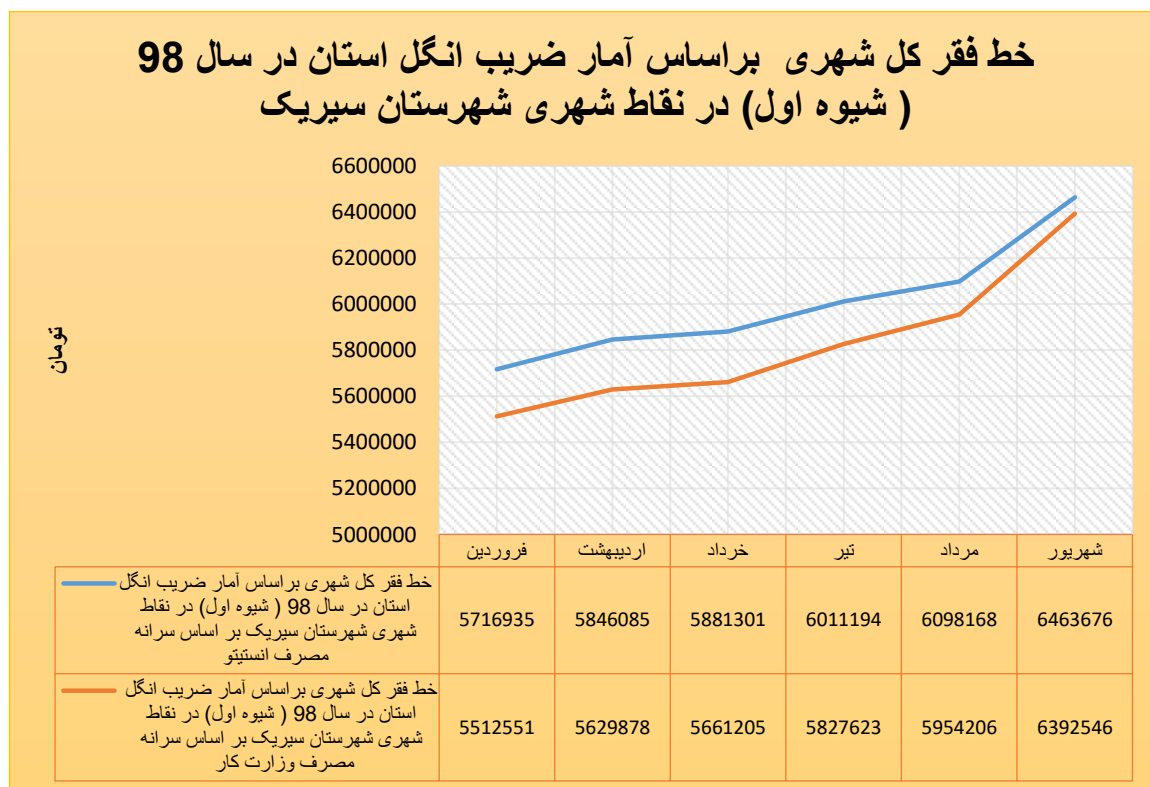 خط فقر کل شهری براساس آمار ضریب انگل استان در سال 98
( شیوه اول) در نقاط شهری شهرستان سیریک
6600000
6400000
6200000
6000000
5800000
5600000
5400000
5200000
5000000
تومان
فروردین اردیبهشت خرداد تیر مرداد شهریور
خط فقر کل شهری براساس آمار ضریب انگل
استان در سال 98 ( شیوه اول) در نقاط
شهری شهرستان سیریک بر اساس سرانه
مصرف انستیتو
5716935 5846085 5881301 6011194 6098168 6463676
خط فقر کل شهری براساس آمار ضریب انگل
استان در سال 98 ( شیوه اول) در نقاط
شهری شهرستان سیریک بر اساس سرانه
مصرف وزارت کار
5512551 5629878 5661205 5827623 5954206 6392546